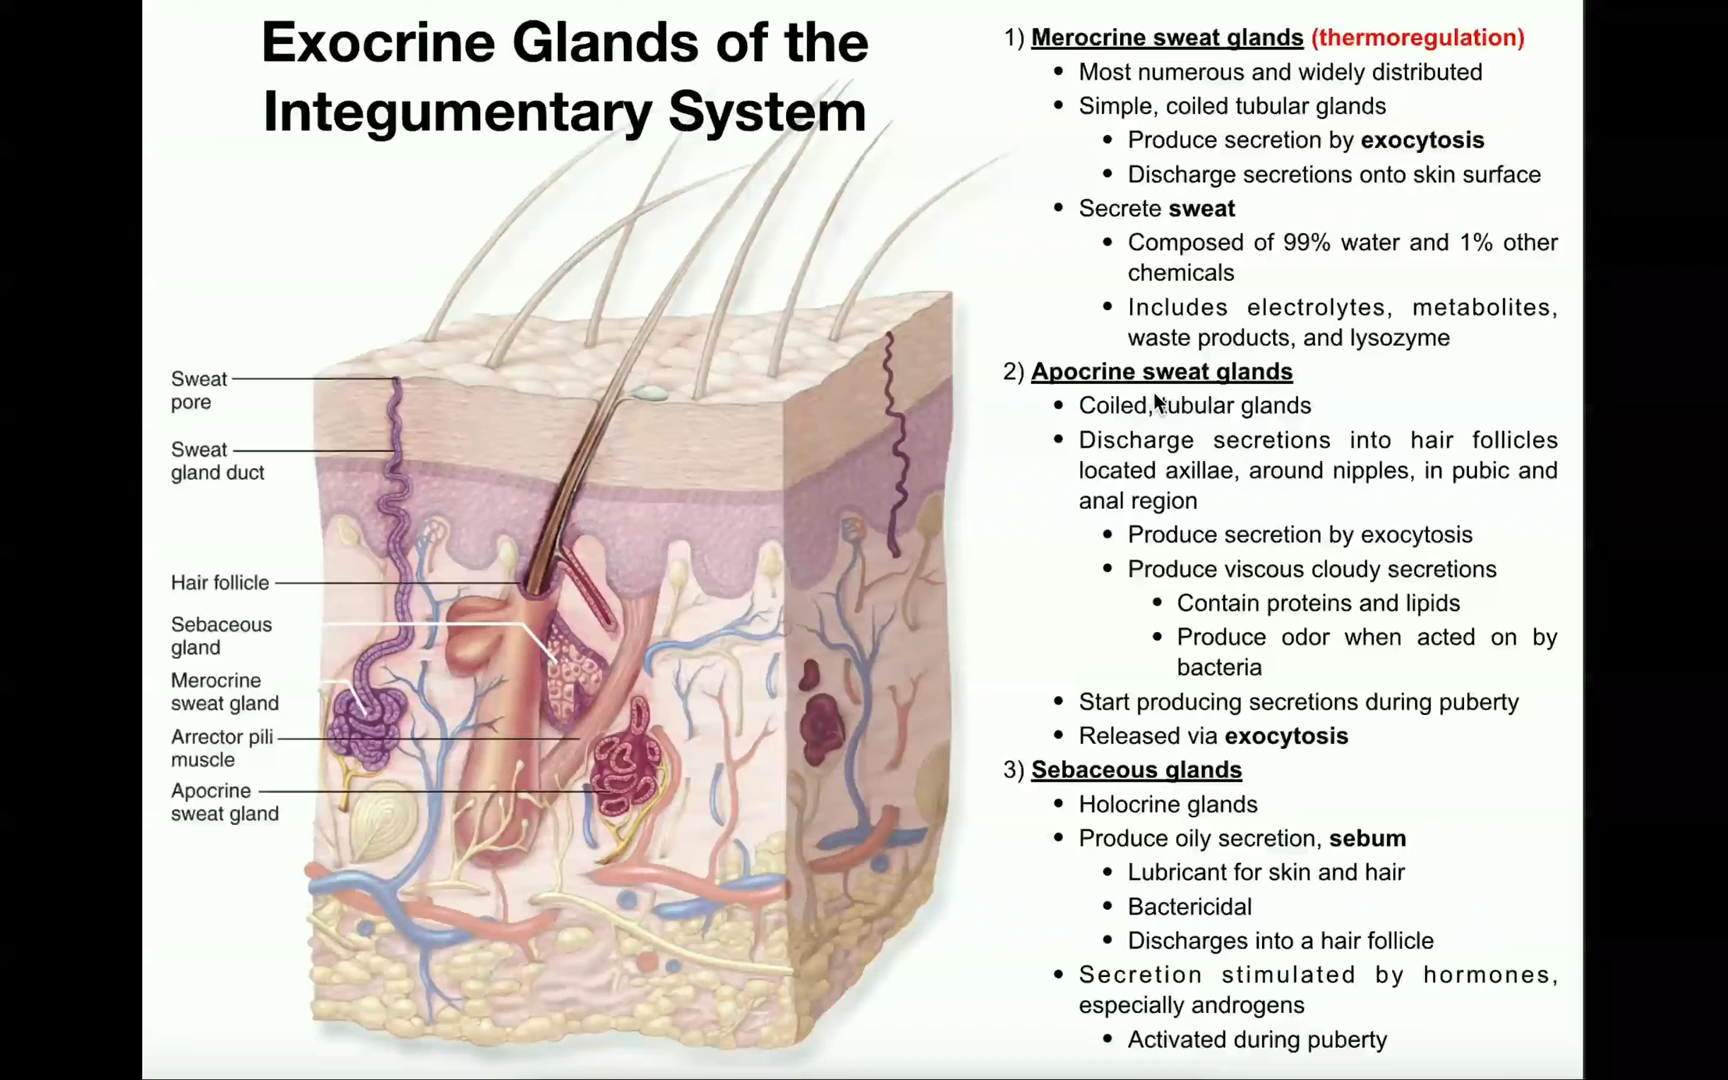 Exocrine Glands of the
Integumentary System
Sweat
pore
Sweat
gland duct
Hair follicle
Sebaceous
gland
Merocrine
sweat gland
Arrector pili
muscle
Apocrine
sweat gland
1) Merocrine sweat glands (thermoregulation)
• Most numerous and widely distributed
• Simple, coiled tubular glands
• Produce secretion by exocytosis
• Discharge secretions onto skin surface
• Secrete sweat
• Composed of 99% water and 1% other
chemicals
• Includes electrolytes, metabolites,
waste products, and lysozyme
2) Apocrine sweat glands
• Coiled, tubular glands
• Discharge secretions into hair follicles
located axillae, around nipples, in pubic and
anal region
• Produce secretion by exocytosis
• Produce viscous cloudy secretions
• Contain proteins and lipids
• Produce odor when acted on by
bacteria
• Start producing secretions during puberty
• Released via exocytosis
3) Sebaceous glands
• Holocrine glands
• Produce oily secretion, sebum
• Lubricant for skin and hair
• Bactericidal
• Discharges into a hair follicle
• Secretion stimulated by hormones,
especially androgens
• Activated during puberty